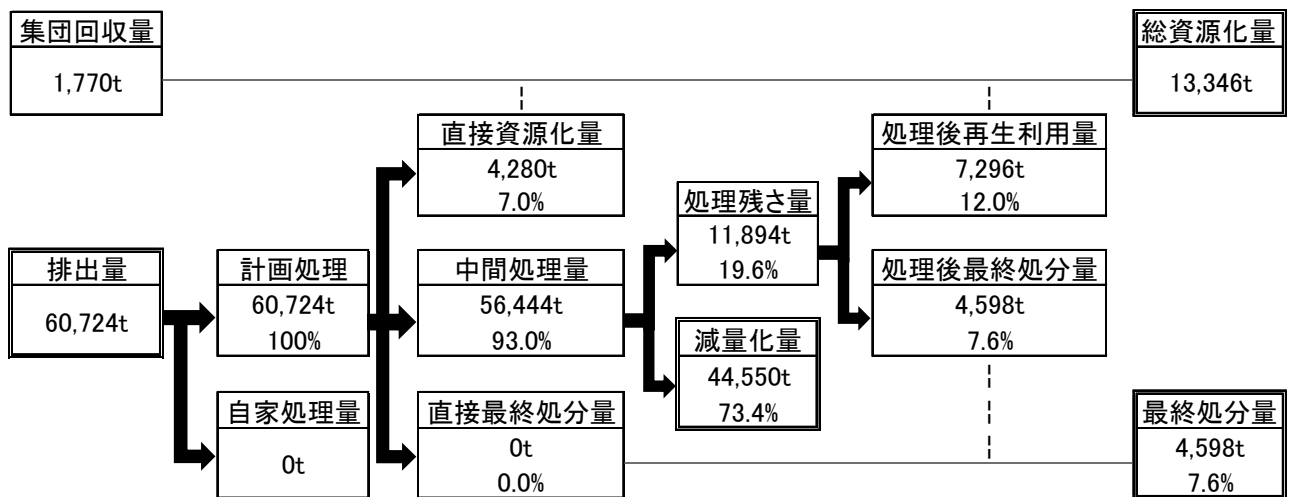 集団回収量
1,770t
総資源化量
13,346t
直接資源化量
4,280t
7.0%
処理後再生利用量
7,296t
12.0%
処理残さ量
11,894t
19.6%
排出量
60,724t
計画処理
60,724t
100%
中間処理量
56,444t
93.0%
処理後最終処分量
4,598t
7.6%
減量化量
44,550t
73.4%
自家処理量
0t
直接最終処分量
0t
0.0%
最終処分量
4,598t
7.6%